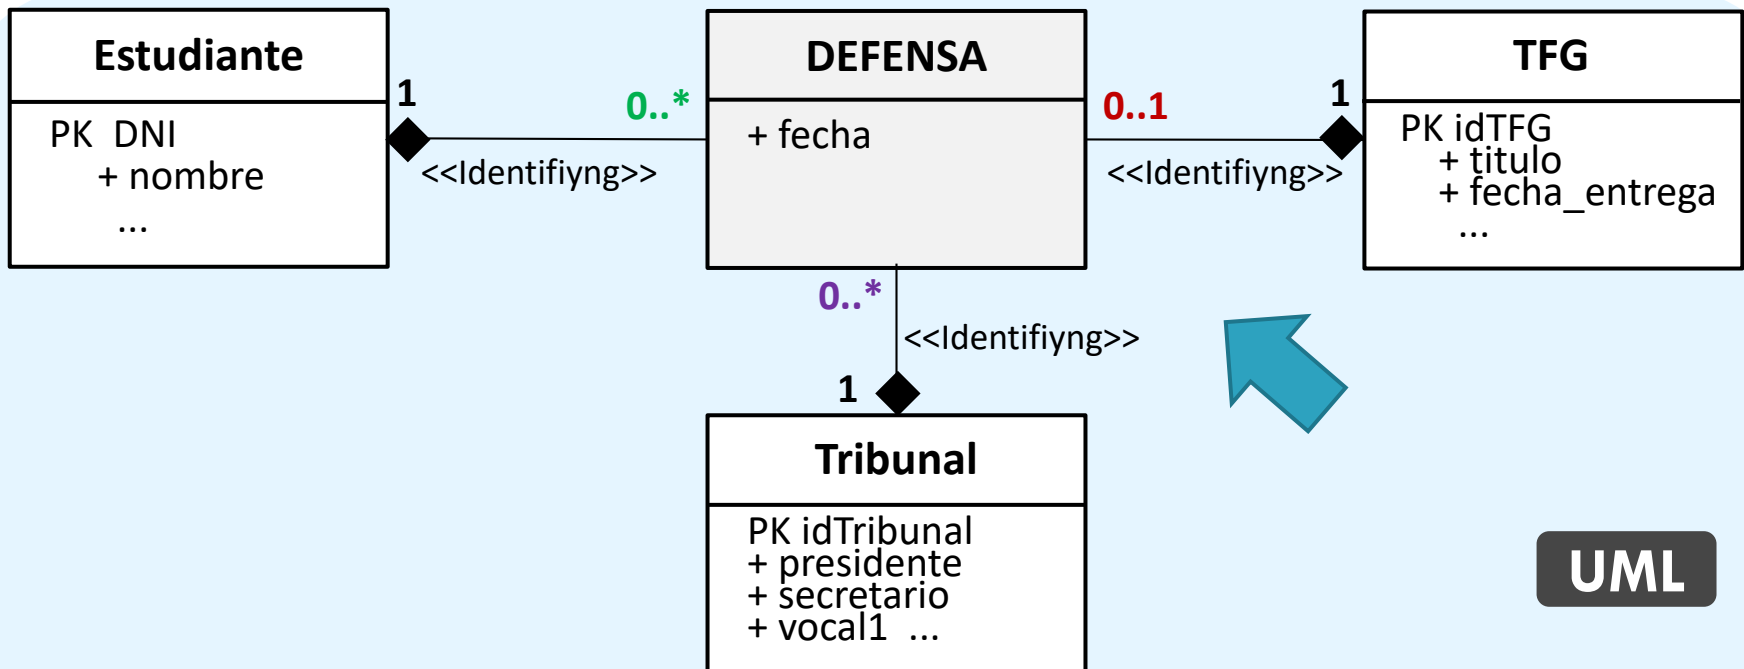 Estudiante
1
PK DNI
+ nombre
...
<<Identifiyng>>
0..*
DEFENSA
+ fecha
0..1
<<Identifiyng>>
1
TFG
PK idTFG
+ titulo
+ fecha_entrega
...
0..*
<<Identifiyng>>
1
Tribunal
PK idTribunal
+ presidente
+ secretario
+ vocal1 ...
UML